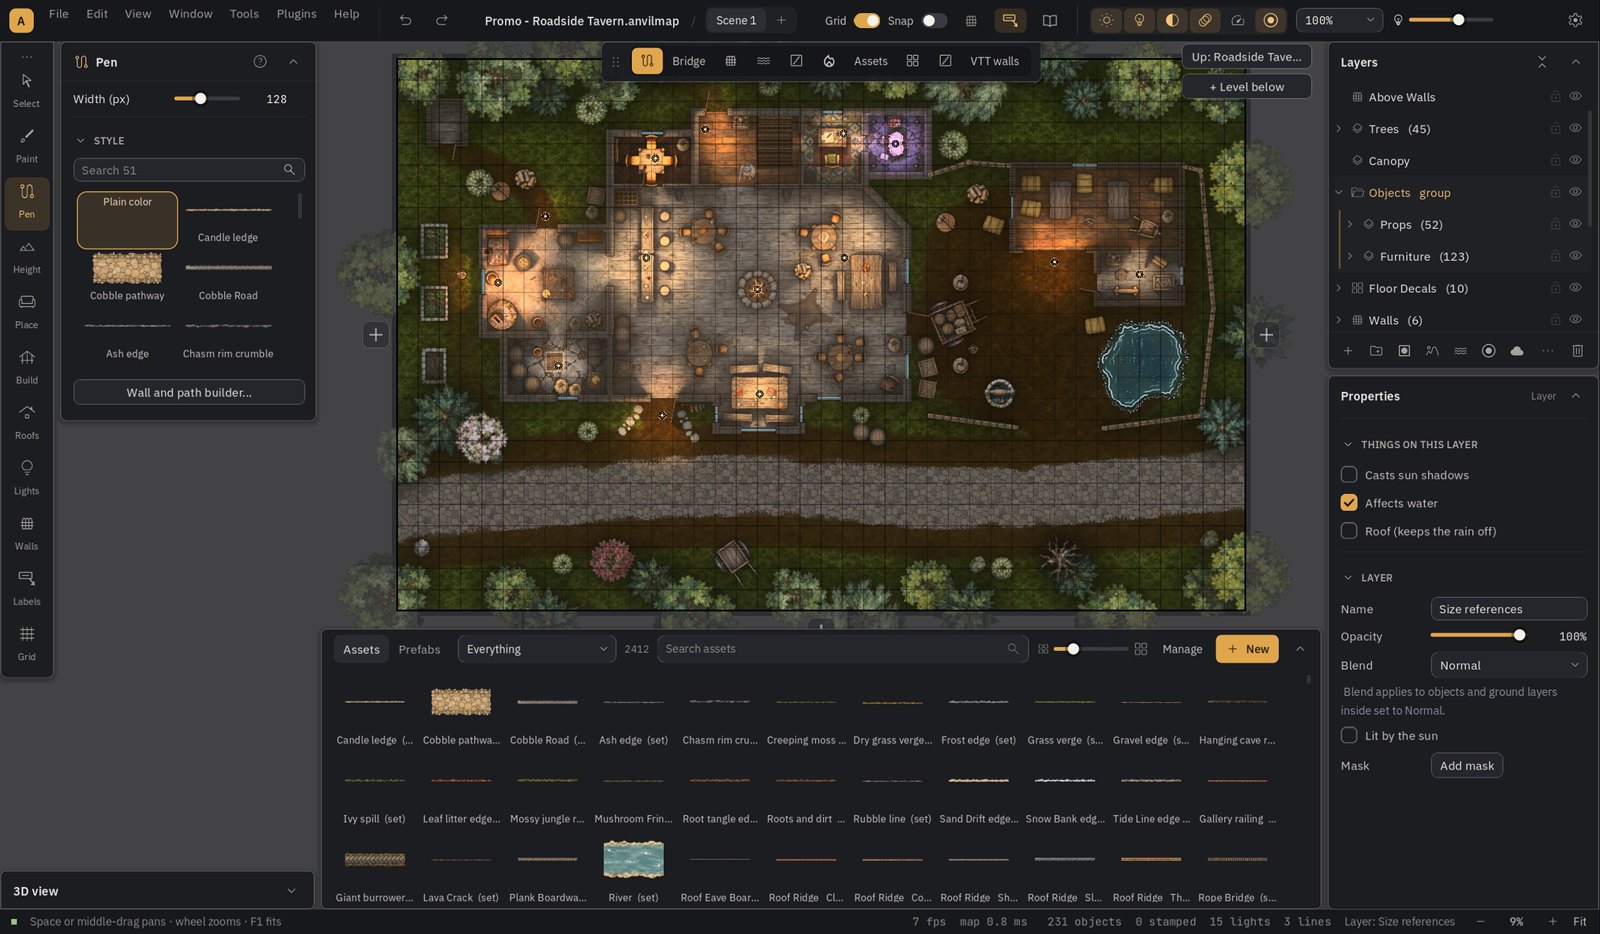 A
File Edit View Window Tools Plugins Help
Promo - Roadside Tavern.anvilmap / Scene 1 +
Grid Snap
100%
Pen
Width (px) 128
STYLE
Search 51
Plain color
Candle ledge
Cobble pathway
Cobble Road
Ash edge
Chasm rim crumble
Wall and path builder...
Select
Paint
Pen
Height
Place
Build
Roofs
Lights
Walls
Labels
Grid
Bridge
Assets
VTT walls
Up: Roadside Tave...
+ Level below
Layers
Above Walls
Trees (45)
Canopy
Objects group
Props (52)
Furniture (123)
Floor Decals (10)
Walls (6)
Properties Layer
THINGS ON THIS LAYER
Casts sun shadows
Affects water
Roof (keeps the rain off)
LAYER
Name Size references
Opacity 100%
Blend Normal
Blend applies to objects and ground layers
inside set to Normal.
Lit by the sun
Mask Add mask
Assets Prefabs Everything 2412 Search assets Manage + New
Candle ledge (... Cobble pathwa... Cobble Road (... Ash edge (set) Chasm rim cru... Creeping moss ... Dry grass verge... Frost edge (set) Grass verge (s... Gravel edge (s... Hanging cave r...
Ivy spill (set) Leaf litter edge... Mossy jungle r... Mushroom Frin... Root tangle ed... Roots and dirt ... Rubble line (set) Sand Drift edge... Snow Bank edg... Tide Line edge ... Gallery railing ...
Giant burrower... Lava Crack (set) Plank Boardwa... River (set) Roof Eave Boar... Roof Ridge Cl... Roof Ridge Co... Roof Ridge Sh... Roof Ridge Sl... Roof Ridge Th... Rope Bridge (s...
3D view
Space or middle-drag pans · wheel zooms · F1 fits
7 fps map 0.8 ms 231 objects 0 stamped 15 lights 3 lines Layer: Size references − 9% + Fit